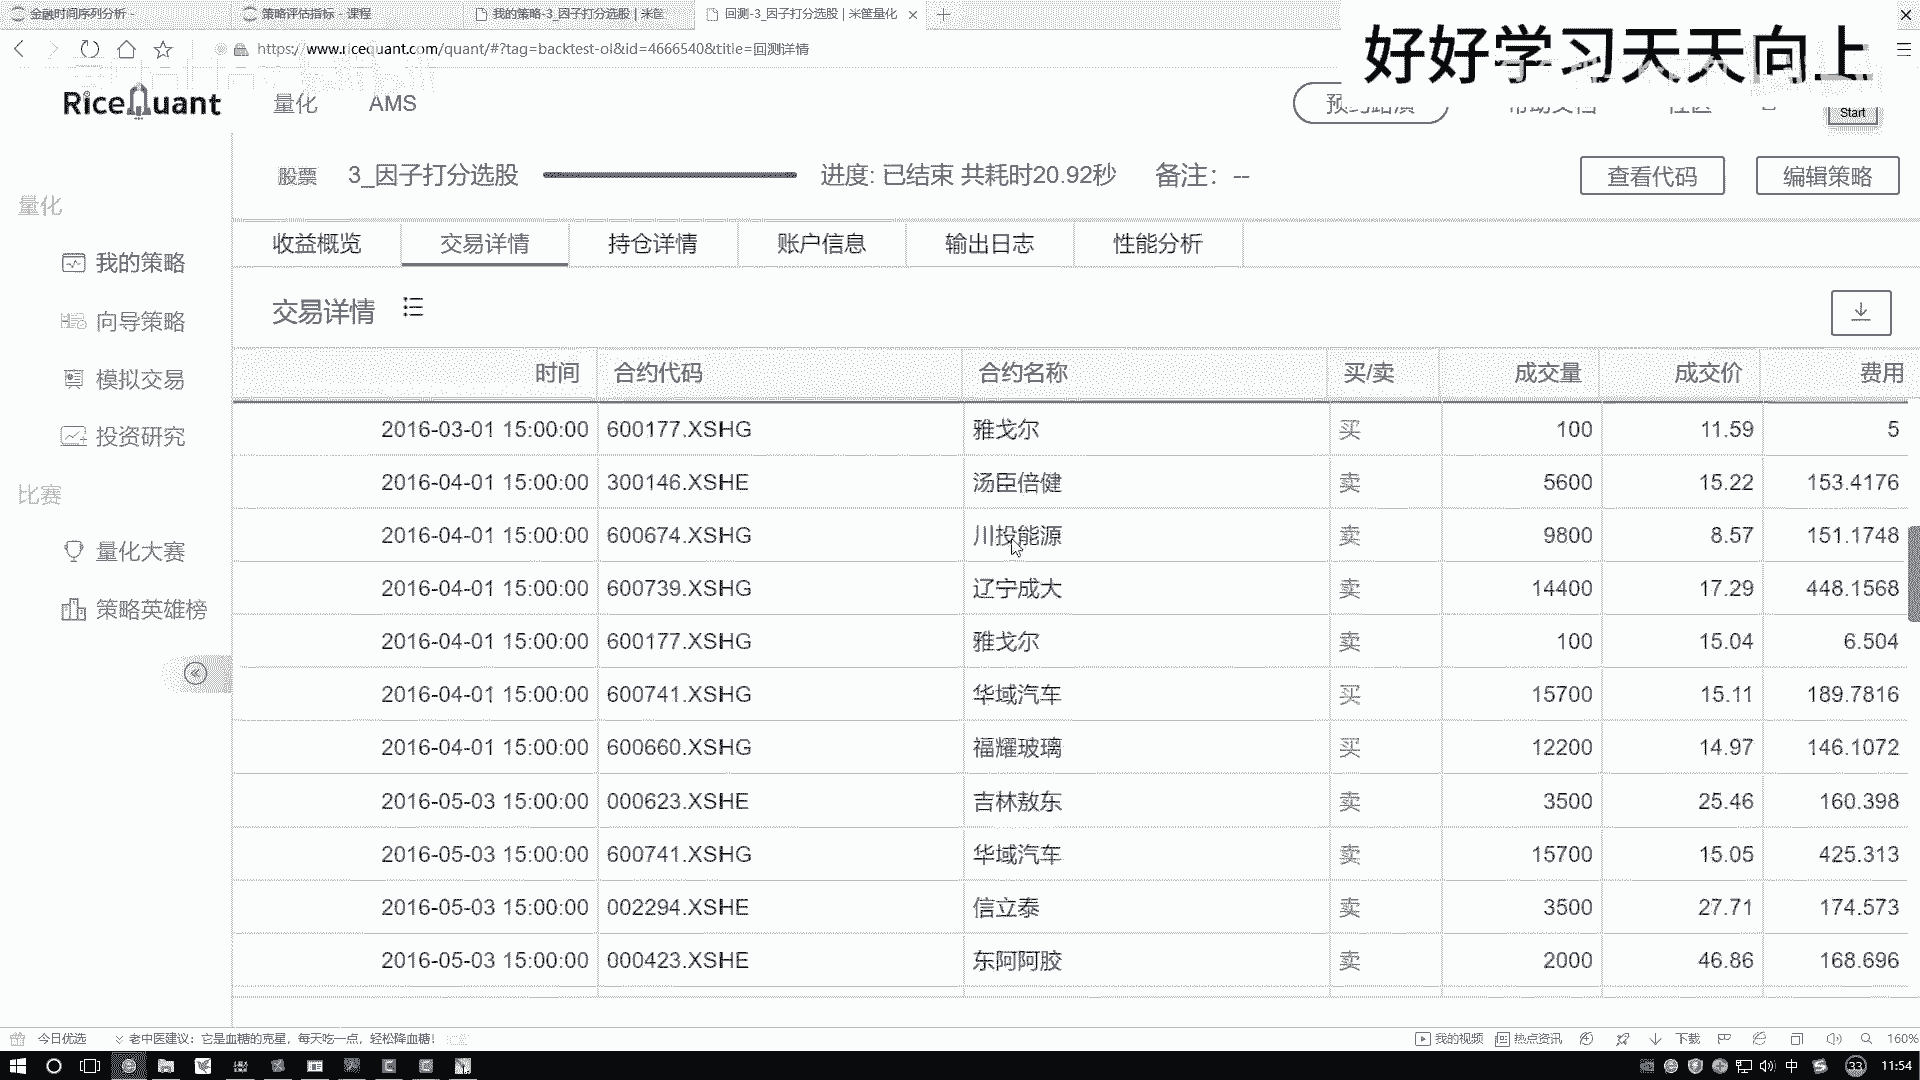 金融时间序列分析 -
策略评估指标 - 课程
我的策略-3_因子打分选股 | 米筐
回测-3_因子打分选股 | 米筐量化
https://www.ricequant.com/quant/#?tag=backtest-ol&id=4666540&title=回测详情
好好学习天天向上
RiceQuant
量化
AMS
Start
股票
3_因子打分选股
进度: 已结束 共耗时20.92秒
备注: --
查看代码
编辑策略
量化
我的策略
向导策略
模拟交易
投资研究
比赛
量化大赛
策略英雄榜
收益概览 交易详情 持仓详情 账户信息 输出日志 性能分析
交易详情
时间 合约代码 合约名称 买/卖 成交量 成交价 费用
2016-03-01 15:00:00 600177.XSHG 雅戈尔 买 100 11.59 5
2016-04-01 15:00:00 300146.XSHE 汤臣倍健 卖 5600 15.22 153.4176
2016-04-01 15:00:00 600674.XSHG 川投能源 卖 9800 8.57 151.1748
2016-04-01 15:00:00 600739.XSHG 辽宁成大 卖 14400 17.29 448.1568
2016-04-01 15:00:00 600177.XSHG 雅戈尔 卖 100 15.04 6.504
2016-04-01 15:00:00 600741.XSHG 华域汽车 买 15700 15.11 189.7816
2016-04-01 15:00:00 600660.XSHG 福耀玻璃 买 12200 14.97 146.1072
2016-05-03 15:00:00 000623.XSHE 吉林敖东 卖 3500 25.46 160.398
2016-05-03 15:00:00 600741.XSHG 华域汽车 卖 15700 15.05 425.313
2016-05-03 15:00:00 002294.XSHE 信立泰 卖 3500 27.71 174.573
2016-05-03 15:00:00 000423.XSHE 东阿阿胶 卖 2000 46.86 168.696
今日优选
老中医建议：它是血糖的克星，每天吃一点，轻松降血糖！
我的视频
热点资讯
下载
160%
中
33
11:54